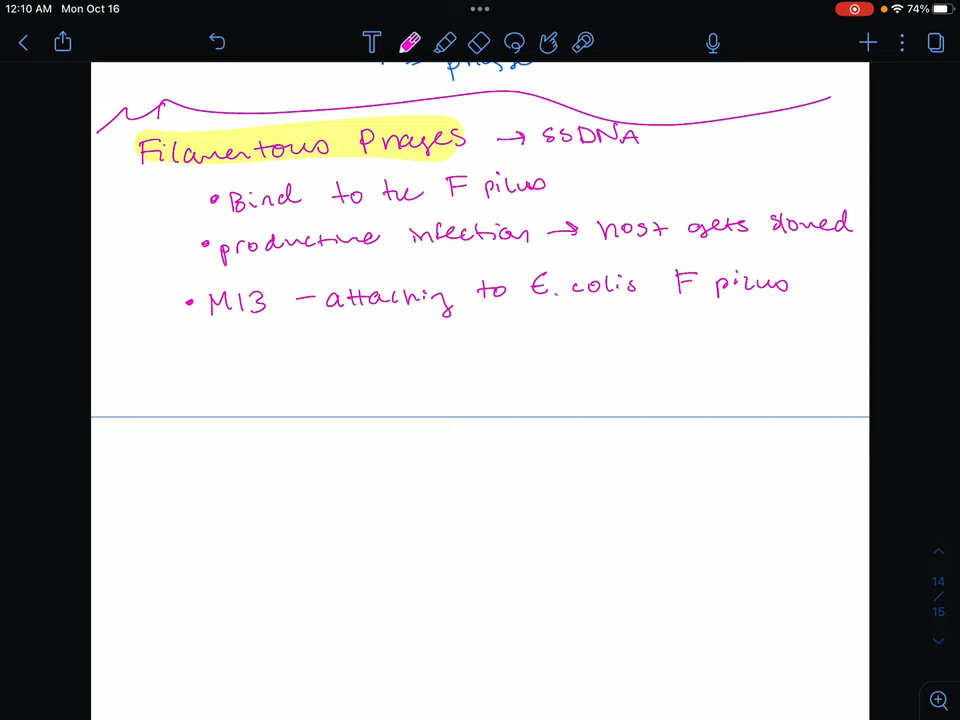 12:10 AM Mon Oct 16
74%
T
phase
Filamentous Phages → SSDNA
• Bind to the F pilus
• productive infection → host gets slowed
• M13 – attaching to E. colis F pilus
14
/
15